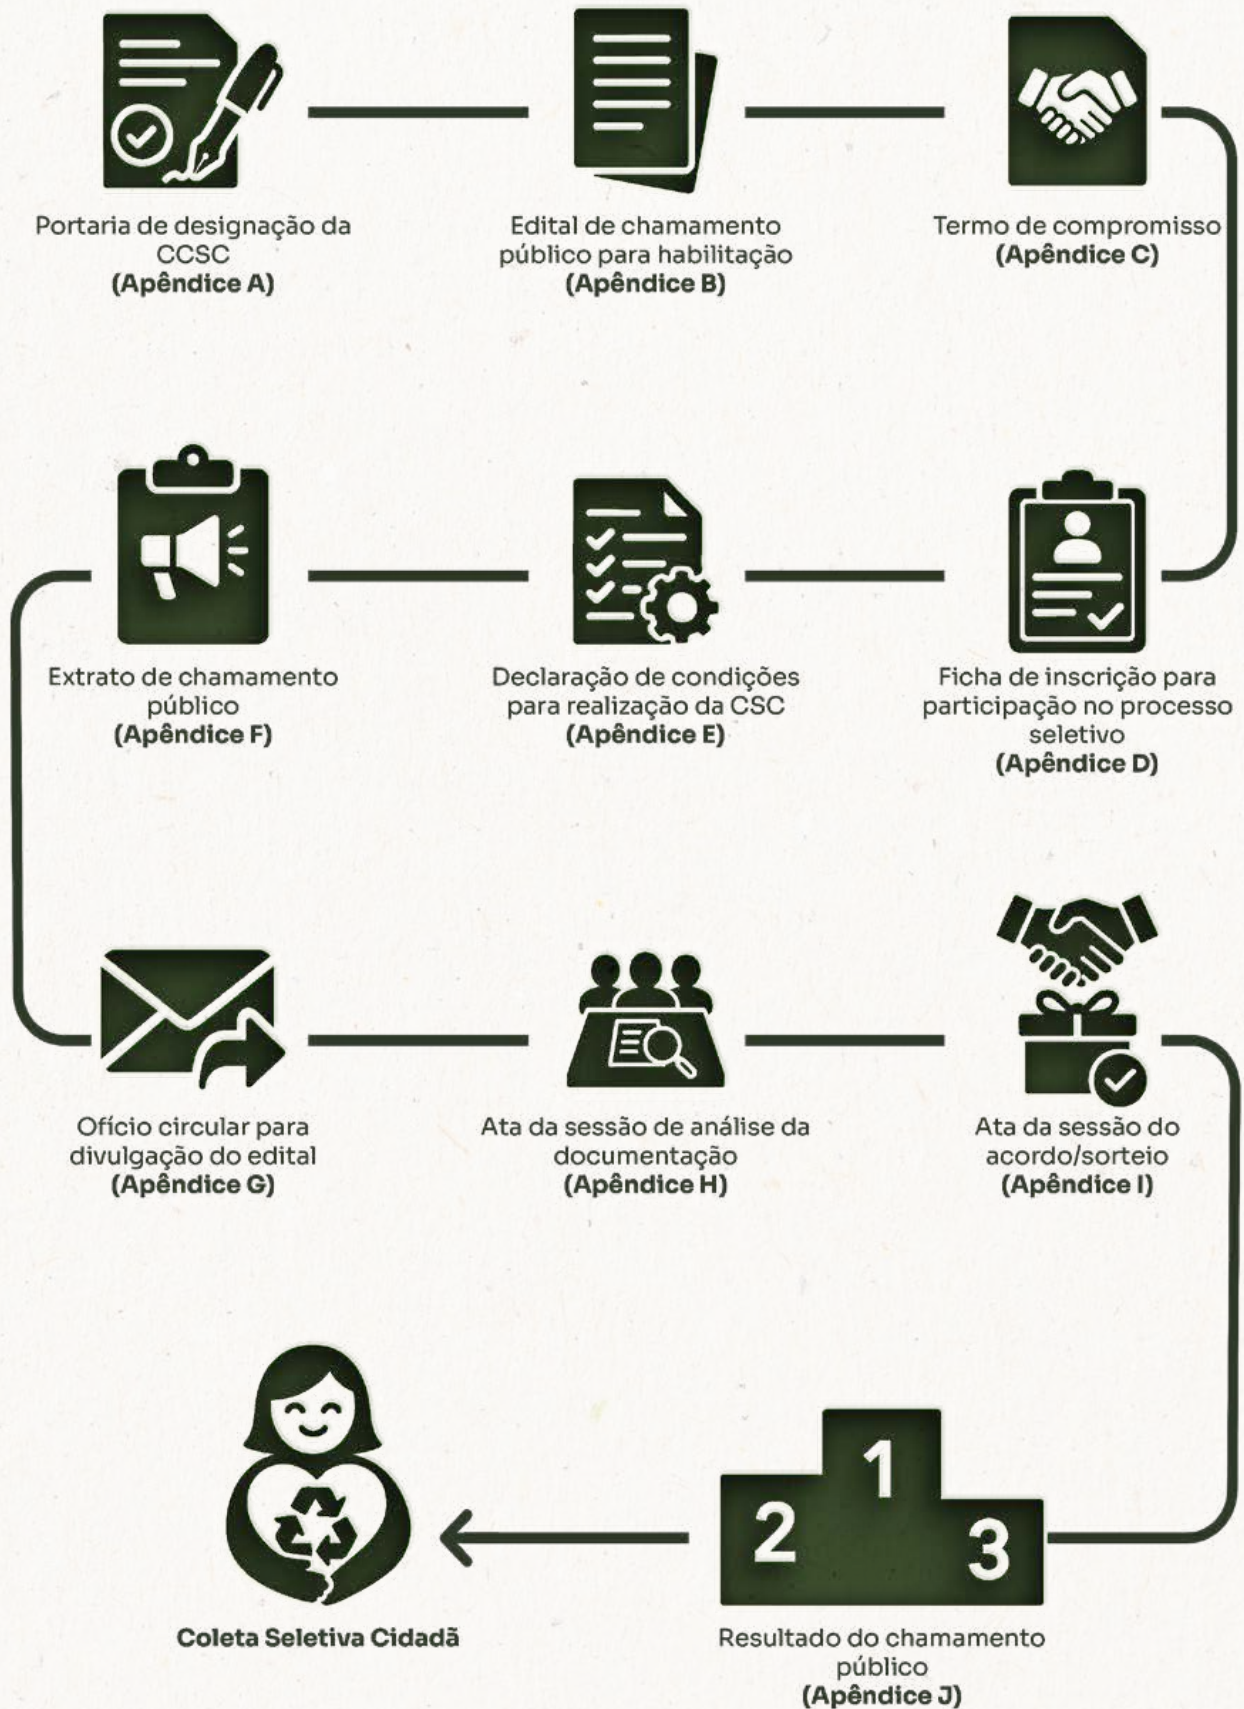 Portaria de designação da
CCSC
(Apêndice A)
Edital de chamamento
público para habilitação
(Apêndice B)
Termo de compromisso
(Apêndice C)
Extrato de chamamento
público
(Apêndice F)
Declaração de condições
para realização da CSC
(Apêndice E)
Ficha de inscrição para
participação no processo
seletivo
(Apêndice D)
Ofício circular para
divulgação do edital
(Apêndice G)
Ata da sessão de análise da
documentação
(Apêndice H)
Ata da sessão do
acordo/sorteio
(Apêndice I)
Coleta Seletiva Cidadã
1
2
3
Resultado do chamamento
público
(Apêndice J)